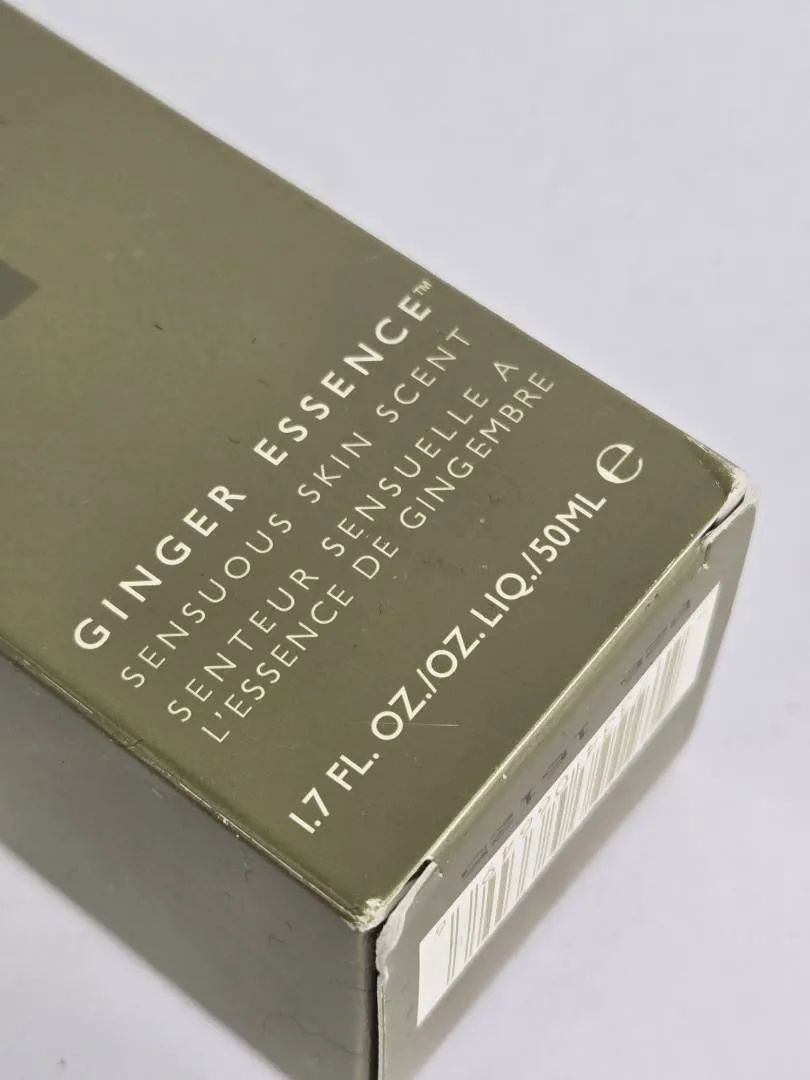 GINGER ESSENCE™
SENSUOUS SKIN SCENT
SENTEUR SENSUELLE A
L'ESSENCE DE GINGEMBRE
1.7 FL. OZ./OZ. LIQ./50ML ℮